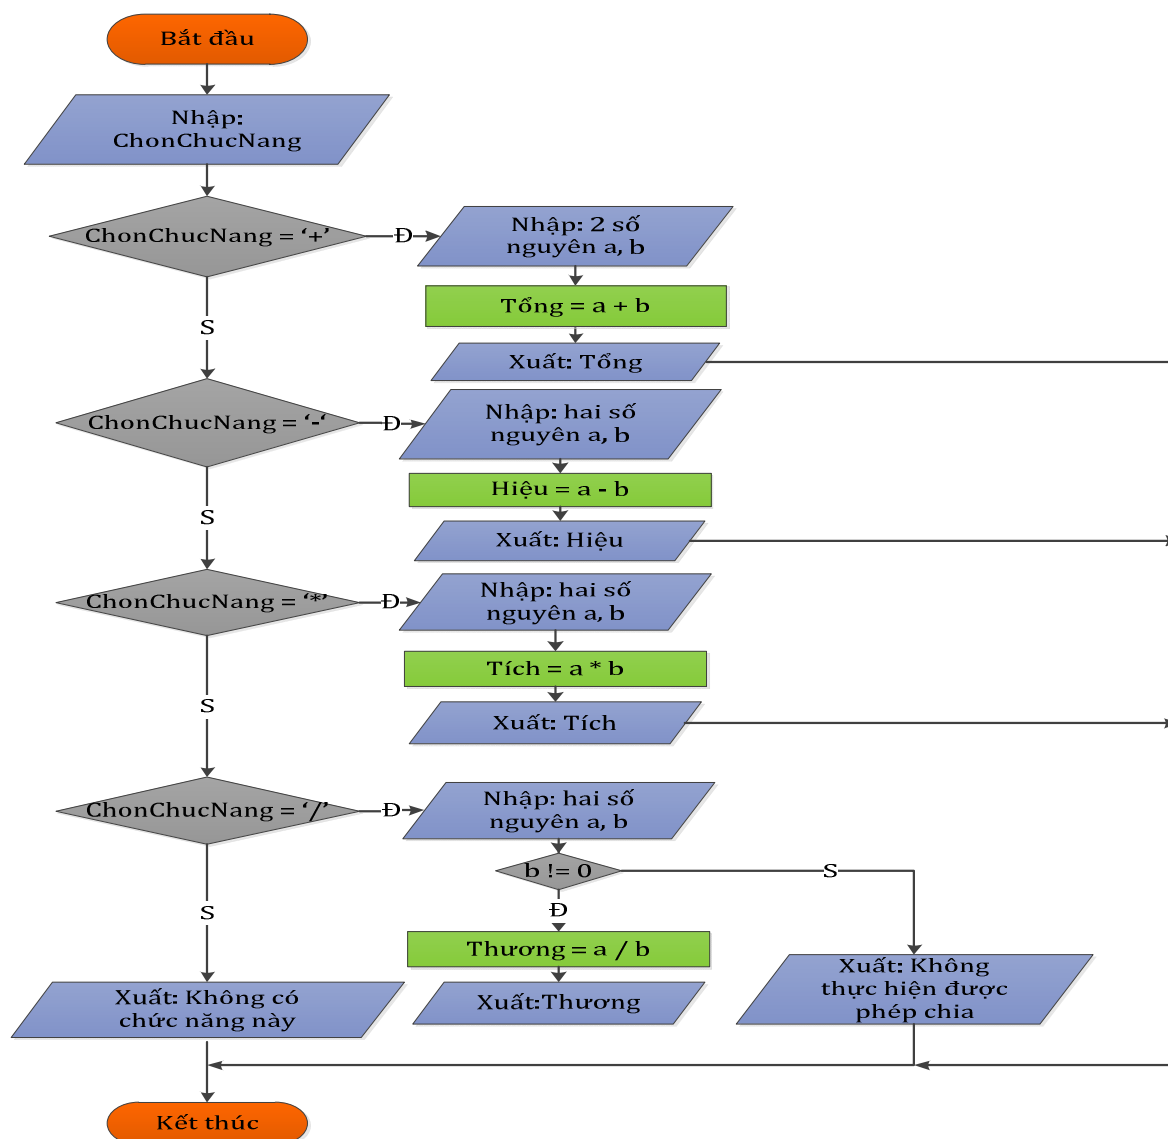 Bắt đầu
Nhập:
ChonChucNang
ChonChucNang = ‘+’
Đ
Nhập: 2 số
nguyên a, b
Tổng = a + b
Xuất: Tổng
S
ChonChucNang = ‘-‘
Đ
Nhập: hai số
nguyên a, b
Hiệu = a - b
Xuất: Hiệu
S
ChonChucNang = ‘*’
Đ
Nhập: hai số
nguyên a, b
Tích = a * b
Xuất: Tích
S
ChonChucNang = ‘/’
Đ
Nhập: hai số
nguyên a, b
b != 0
S
Đ
S
Thương = a / b
Xuất:Thương
Xuất: Không
thực hiện được
phép chia
Xuất: Không có
chức năng này
Kết thúc